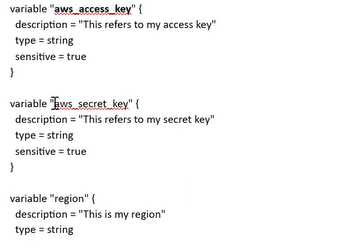 variable "aws_access_key" {
description = "This refers to my access key"
type = string
sensitive = true
}
variable "aws_secret_key" {
description = "This refers to my secret key"
type = string
sensitive = true
}
variable "region" {
description = "This is my region"
type = string